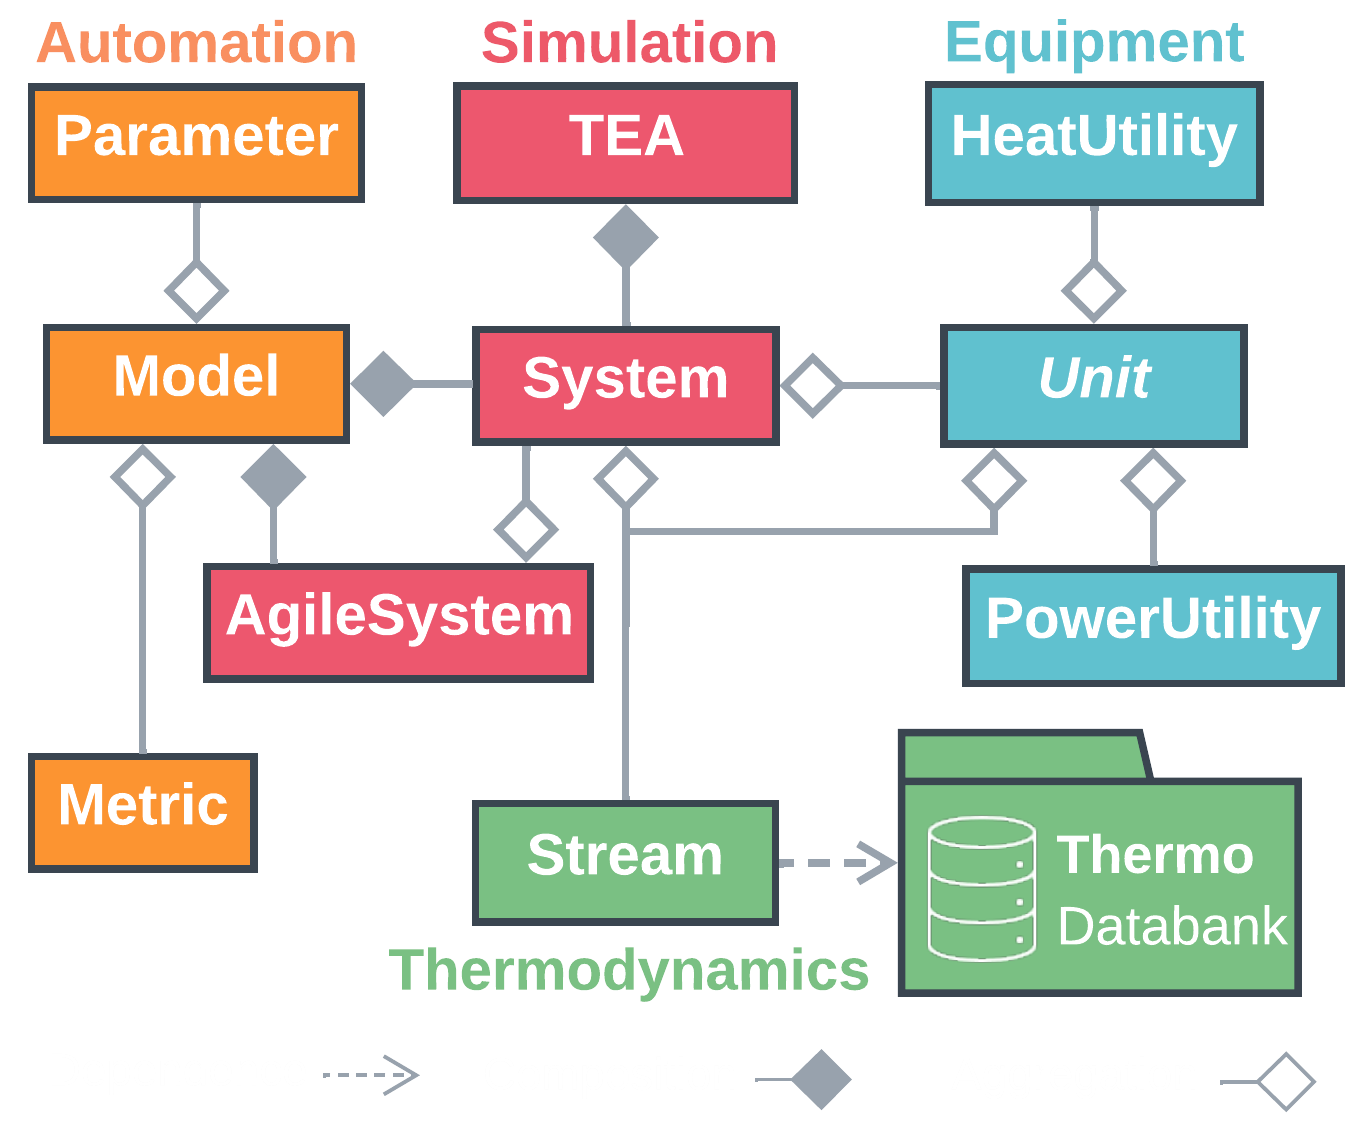 Automation
Simulation
Equipment
Parameter
TEA
HeatUtility
Model
System
Unit
AgileSystem
PowerUtility
Metric
Stream
Thermo
Databank
Thermodynamics